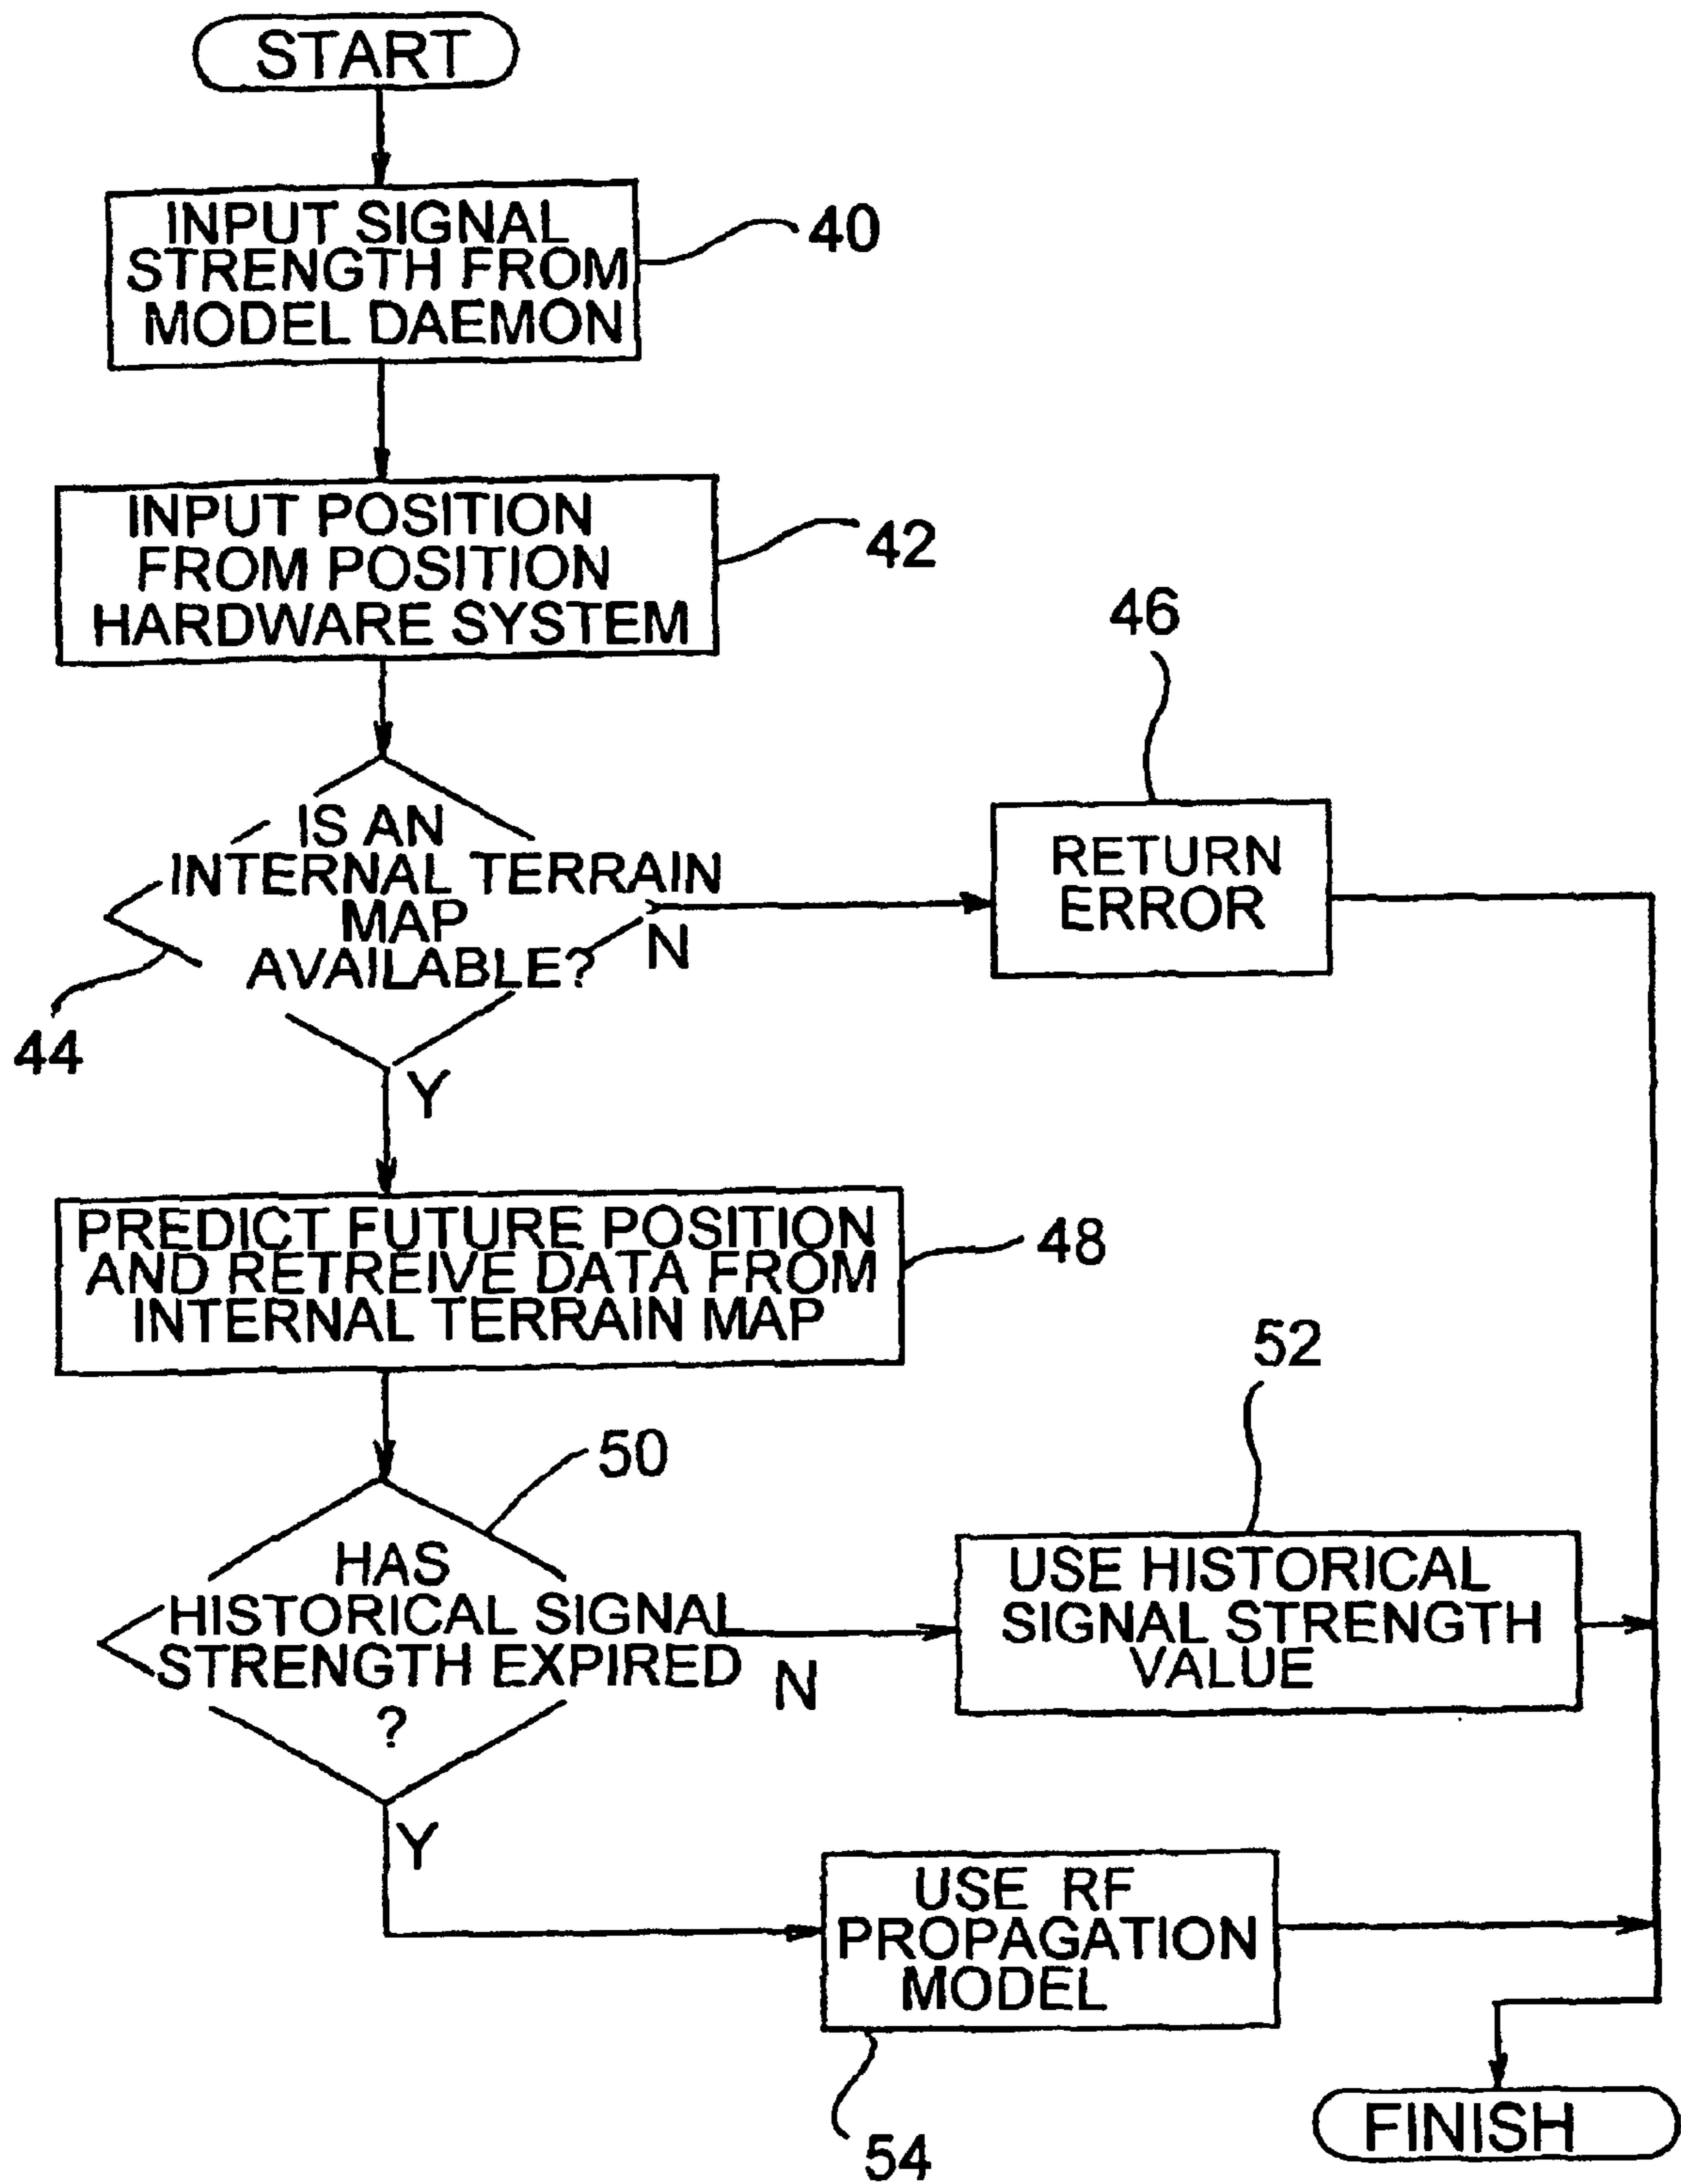 START
INPUT SIGNAL
STRENGTH FROM
MODEL DAEMON
40
INPUT POSITION
FROM POSITION
HARDWARE SYSTEM
42
46
IS AN
INTERNAL TERRAIN
MAP
AVAILABLE?
N
RETURN
ERROR
44
Y
PREDICT FUTURE POSITION
AND RETREIVE DATA FROM
INTERNAL TERRAIN MAP
48
52
50
HAS
HISTORICAL SIGNAL
STRENGTH EXPIRED
?
N
USE HISTORICAL
SIGNAL STRENGTH
VALUE
Y
USE RF
PROPAGATION
MODEL
54
FINISH